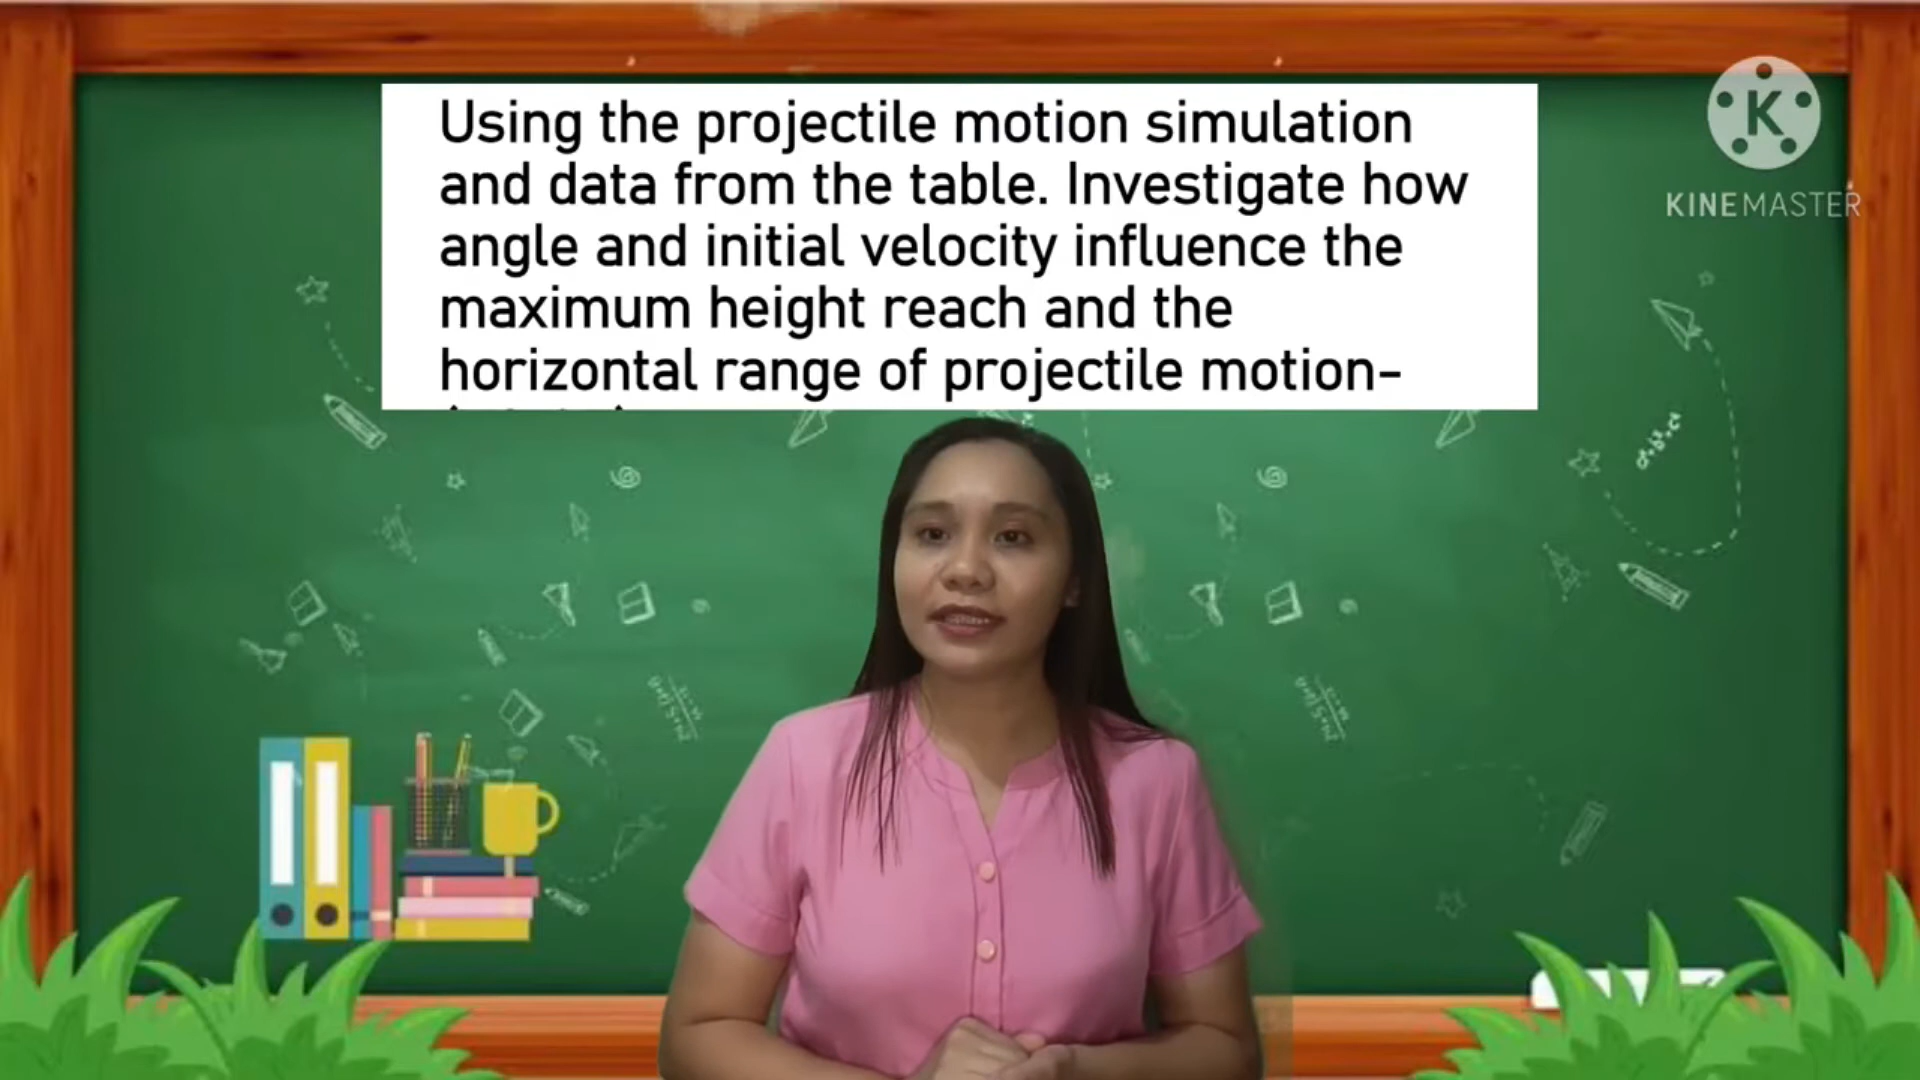 Using the projectile motion simulation
and data from the table. Investigate how
angle and initial velocity influence the
maximum height reach and the
horizontal range of projectile motion-
K
KINEMASTER